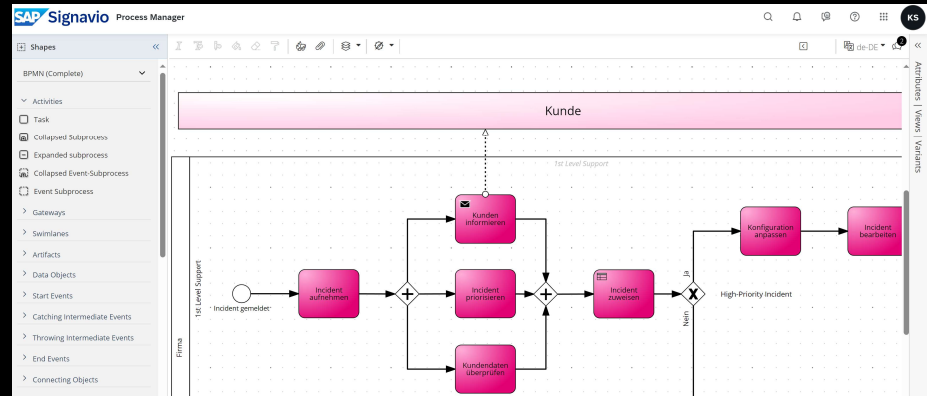 SAP Signavio Process Manager
KS
Shapes
de-DE
2
BPMN (Complete)
Activities
Task
Collapsed Subprocess
Expanded subprocess
Collapsed Event-Subprocess
Event Subprocess
Gateways
Swimlanes
Artifacts
Data Objects
Start Events
Catching Intermediate Events
Throwing Intermediate Events
End Events
Connecting Objects
Attributes | Views | Variants
Kunde
1st Level Support
Firma
1st Level Support
Incident gemeldet
Incident
aufnehmen
Kunden
informieren
Incident
priorisieren
Kundendaten
überprüfen
Incident
zuweisen
Ja
Nein
High-Priority Incident
Konfiguration
anpassen
Incident
bearbeiten